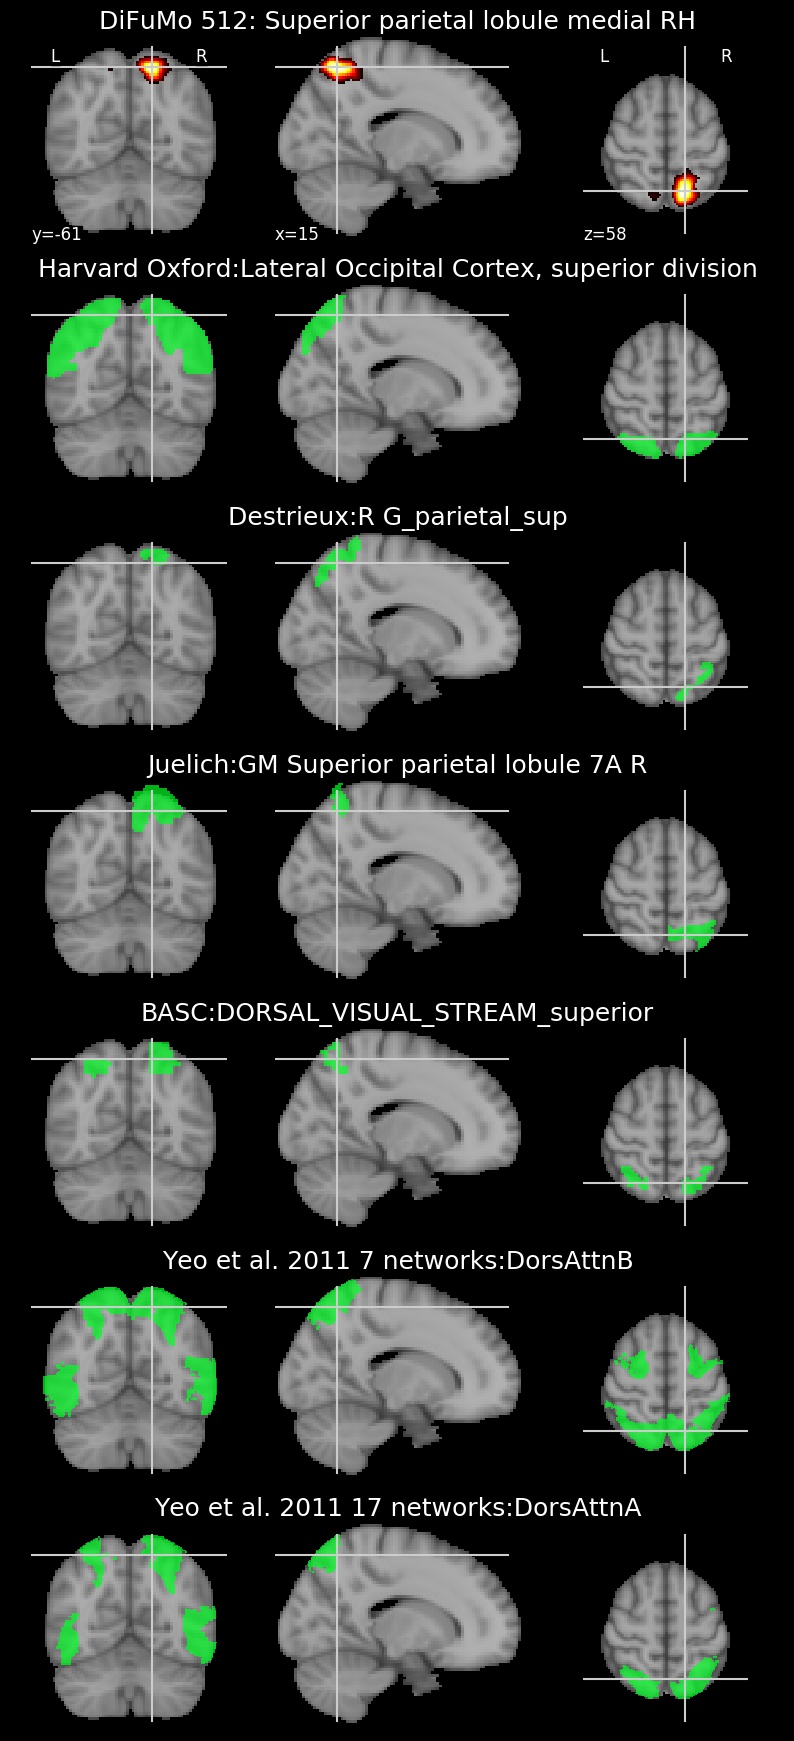 DiFuMo 512: Superior parietal lobule medial RH
L R L R
y=-61 x=15 z=58
Harvard Oxford:Lateral Occipital Cortex, superior division
Destrieux:R G_parietal_sup
Juelich:GM Superior parietal lobule 7A R
BASC:DORSAL_VISUAL_STREAM_superior
Yeo et al. 2011 7 networks:DorsAttnB
Yeo et al. 2011 17 networks:DorsAttnA